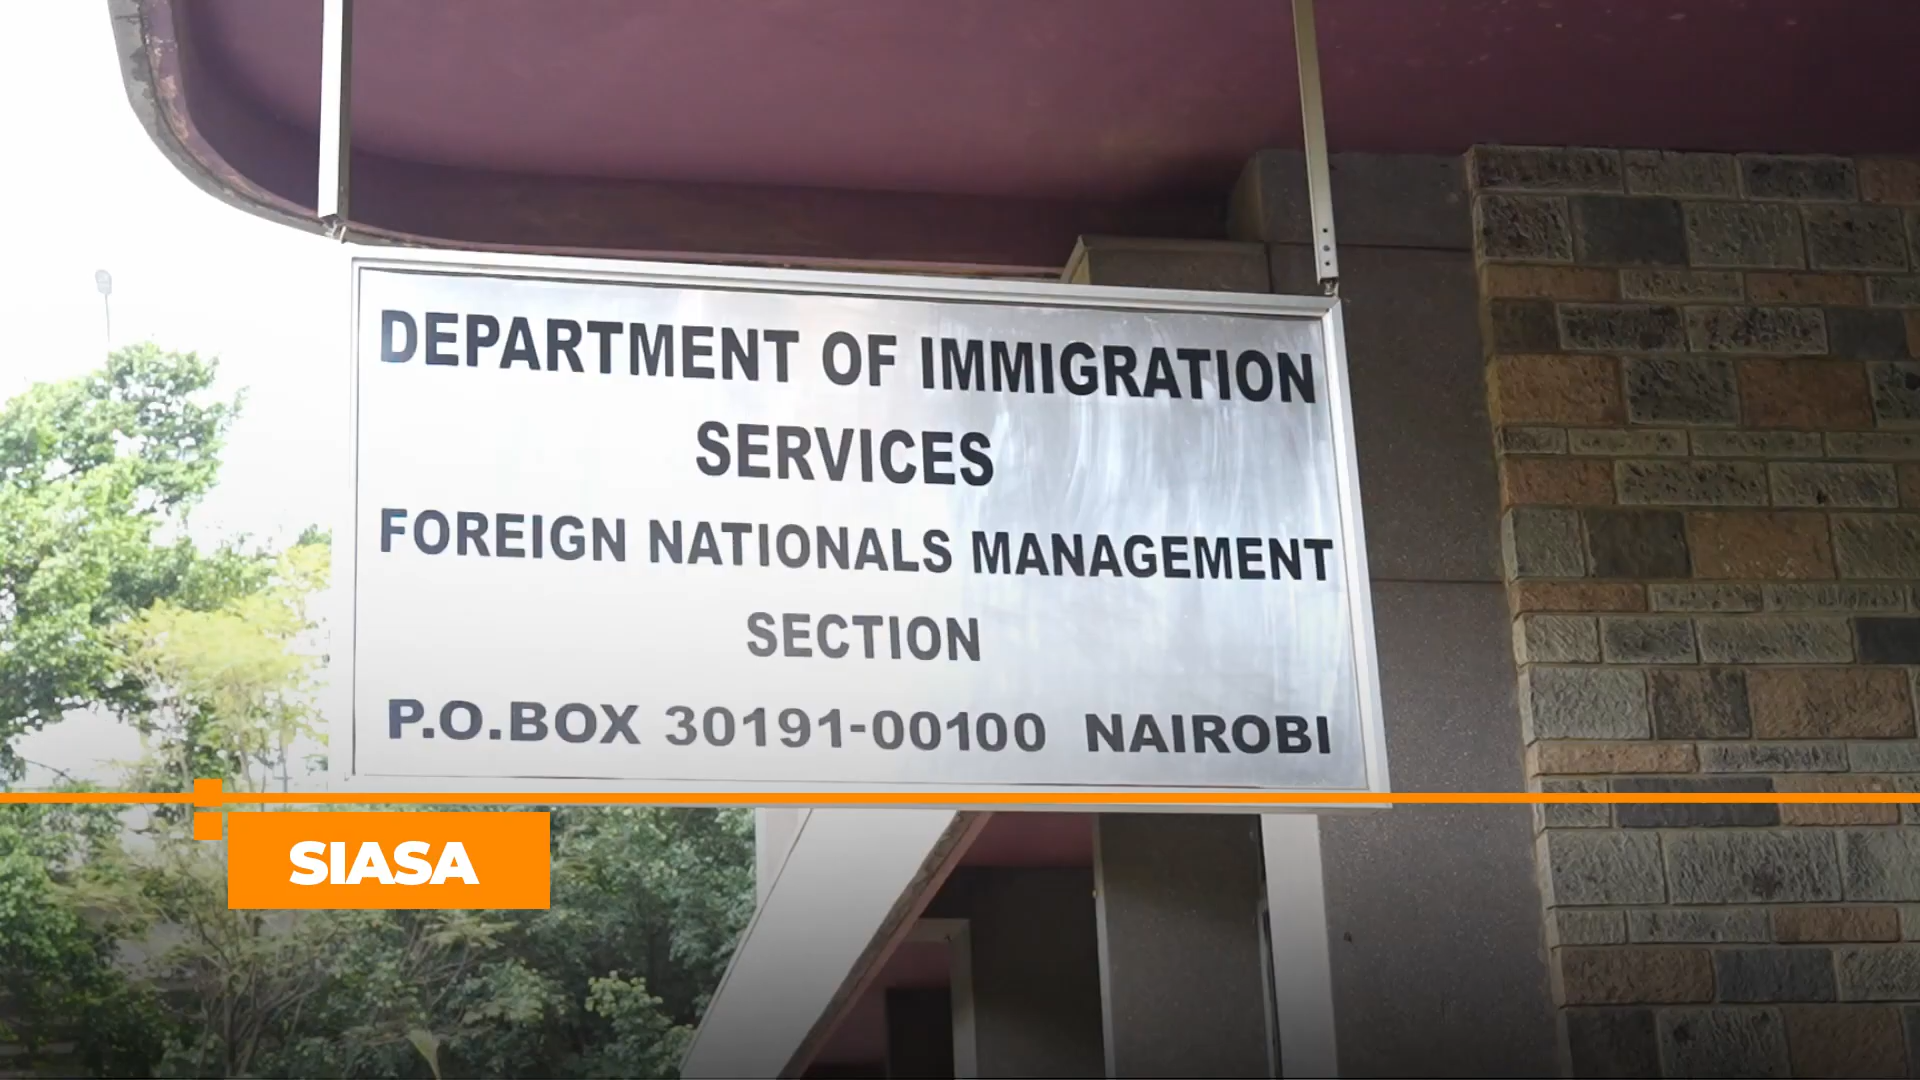 DEPARTMENT OF IMMIGRATION
SERVICES
FOREIGN NATIONALS MANAGEMENT
SECTION
P.O.BOX 30191-00100 NAIROBI
SIASA